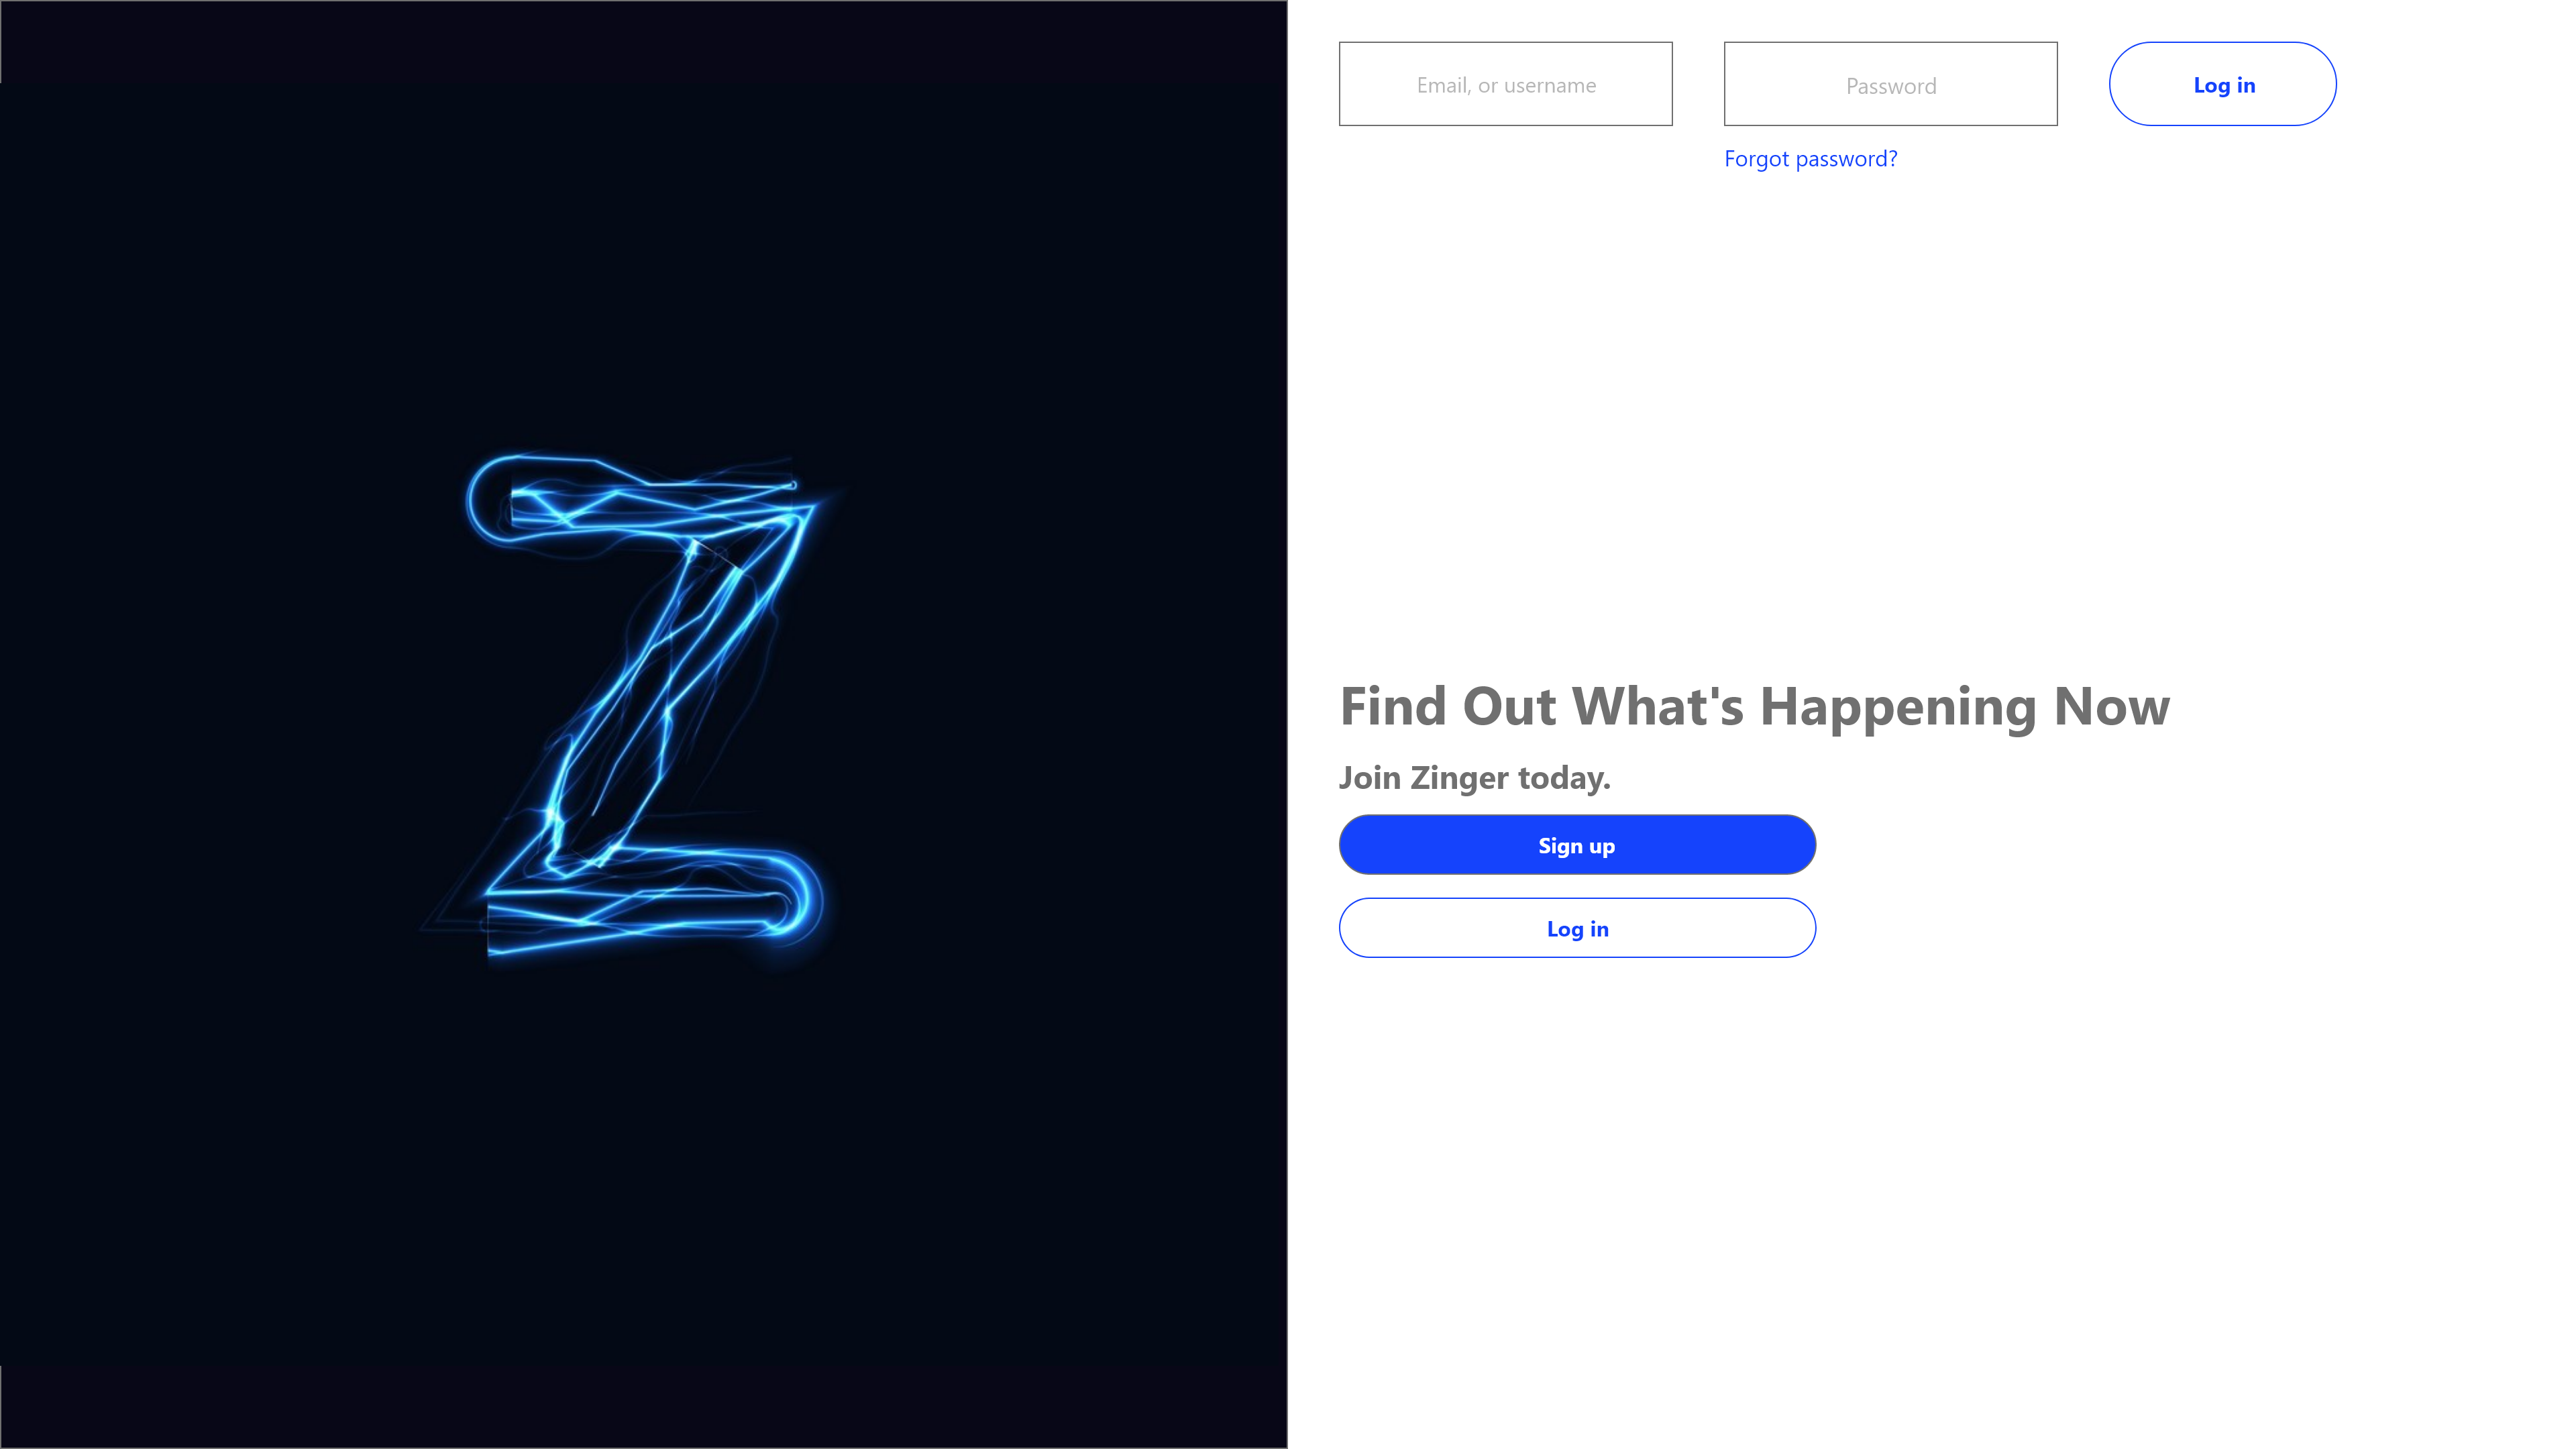 Email, or username
Password
Log in
Forgot password?
Z
Find Out What's Happening Now
Join Zinger today.
Sign up
Log in